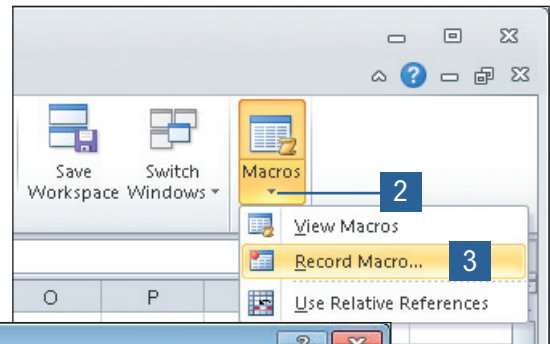 Save Workspace
Switch Windows
Macros
2
View Macros
Record Macro...
3
O P
Use Relative References